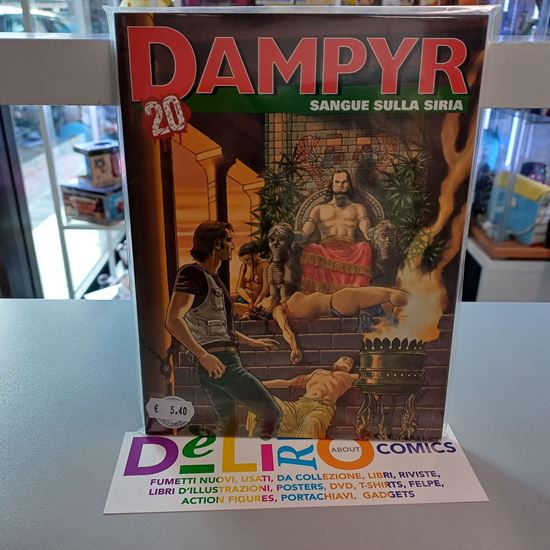 DAMPYR
20
SANGUE SULLA SIRIA
€ 5,40
DeLiRiO ABOUT COMICS
FUMETTI NUOVI, USATI, DA COLLEZIONE, LIBRI, RIVISTE,
LIBRI D'ILLUSTRAZIONI, POSTERS, DVD, T-SHIRTS, FELPE,
ACTION FIGURES, PORTACHIAVI, GADGETS